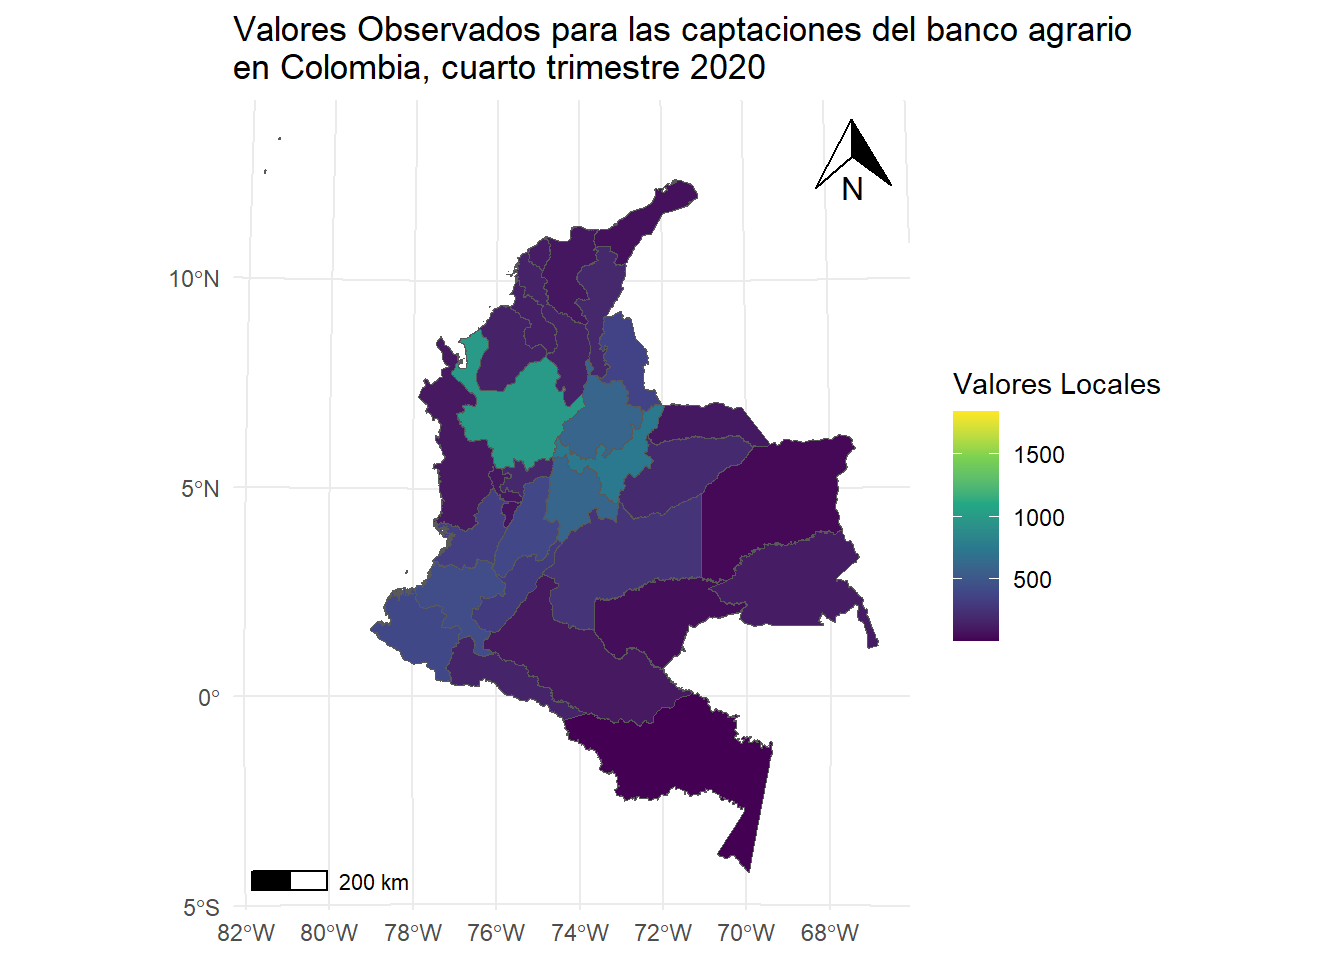 Valores Observados para las captaciones del banco agrario
en Colombia, cuarto trimestre 2020
N
10°N
5°N
0°
5°S
82°W 80°W 78°W 76°W 74°W 72°W 70°W 68°W
200 km
Valores Locales
1500
1000
500